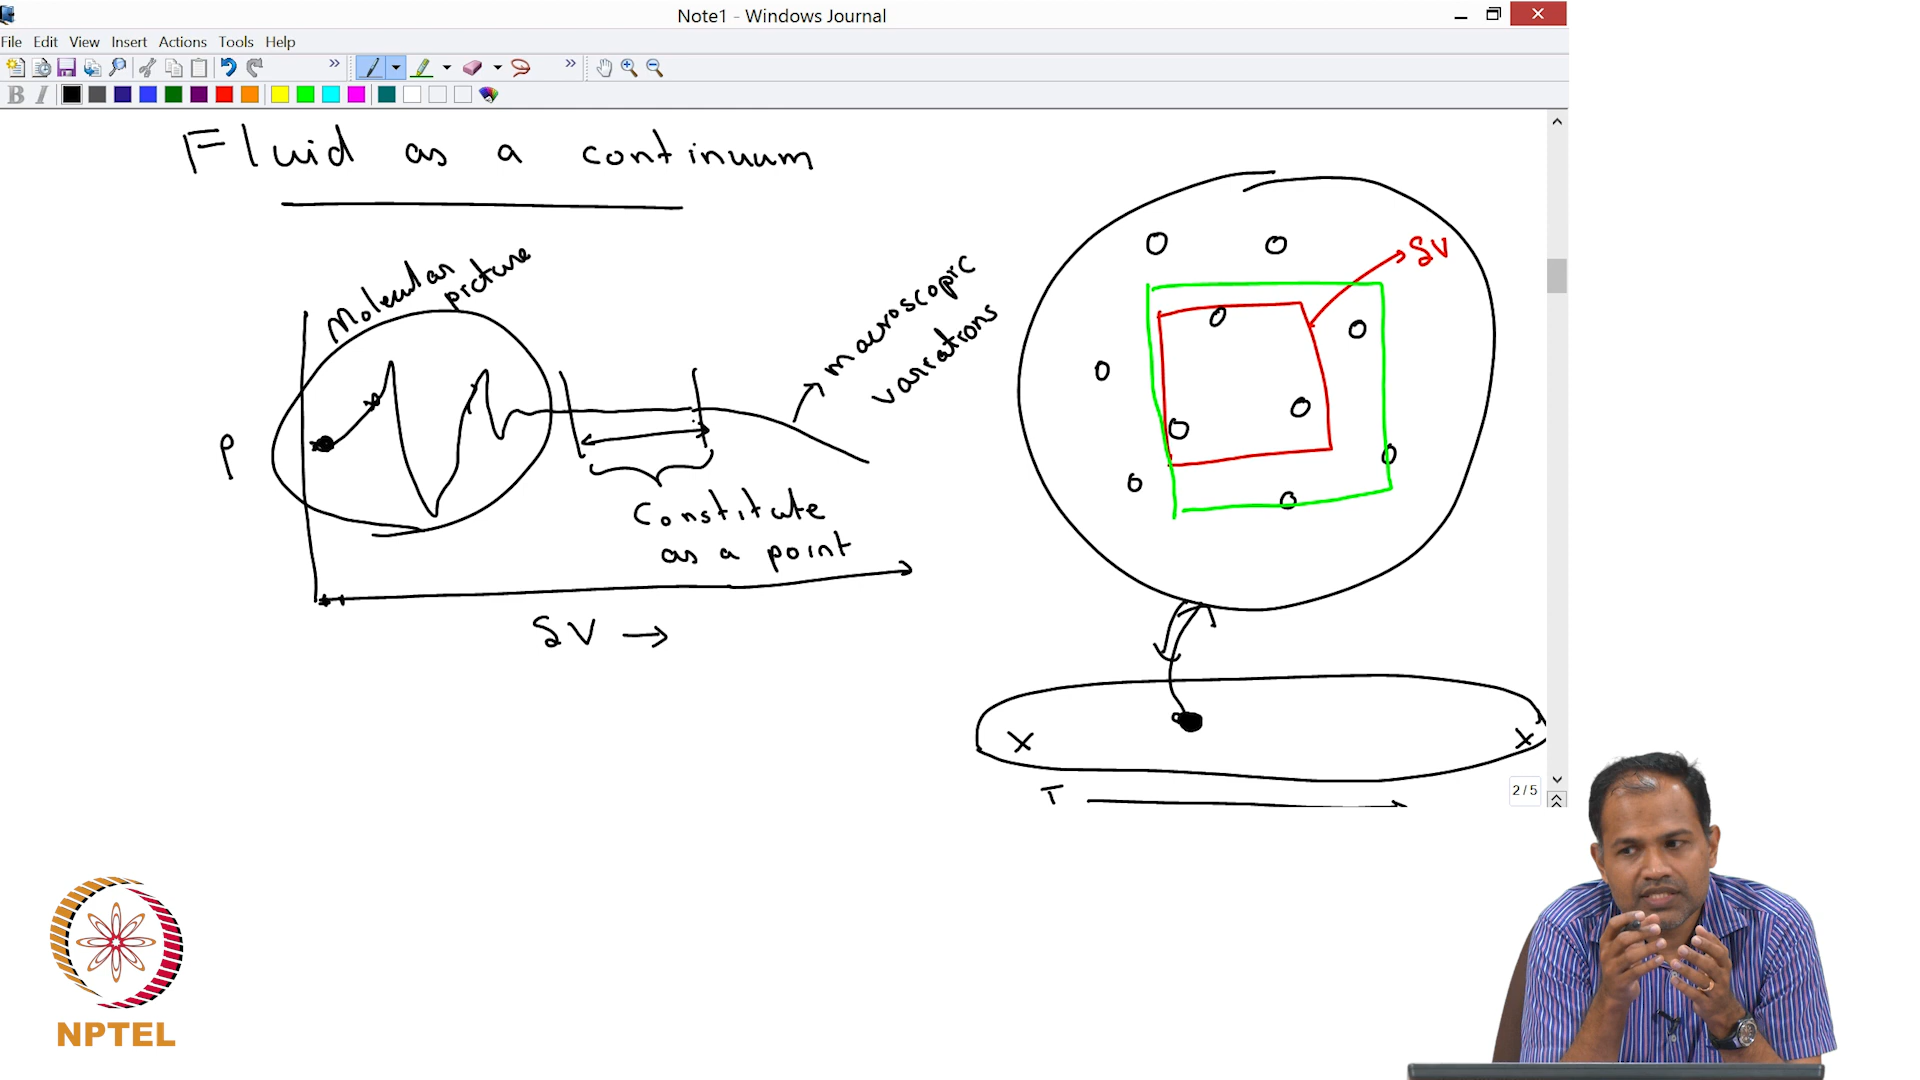 Note1 - Windows Journal
File Edit View Insert Actions Tools Help
B I
Fluid as a continuum
Molecular
picture
macroscopic
variations
δV
ρ
Constitute
as a point
δV →
X
X
T
2 / 5
NPTEL